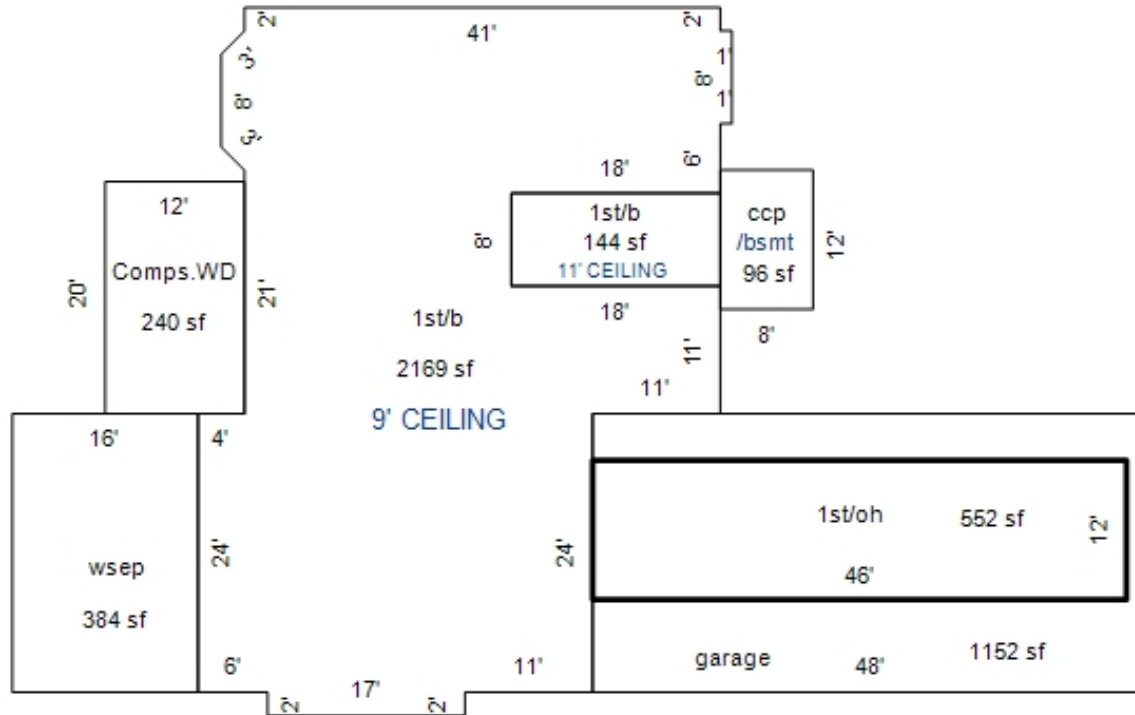 2'
41'
2'
3'
8'
3'
1'
8'
1'
6'
18'
12'
Comps.WD
240 sf
20'
21'
1st/b
144 sf
11' CEILING
8'
18'
ccp
/bsmt
96 sf
12'
8'
1st/b
2169 sf
9' CEILING
11'
11'
16'
4'
wsep
384 sf
24'
24'
6'
2'
17'
2'
11'
1st/oh
552 sf
12'
46'
garage
48'
1152 sf